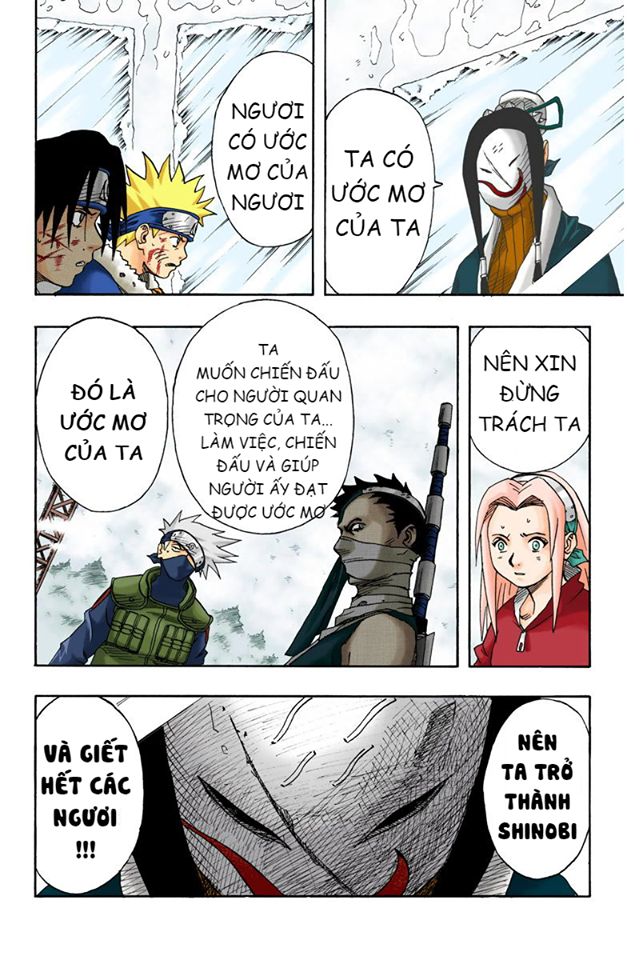 TA CÓ
ƯỚC MƠ
CỦA TA
NGƯƠI
CÓ ƯỚC
MƠ CỦA
NGƯƠI
NÊN XIN
ĐỪNG
TRÁCH TA
TA
MUỐN CHIẾN ĐẤU
CHO NGƯỜI QUAN
TRỌNG CỦA TA...
LÀM VIỆC, CHIẾN
ĐẤU VÀ GIÚP
NGƯỜI ẤY ĐẠT
ĐƯỢC ƯỚC MƠ
ĐÓ LÀ
ƯỚC MƠ
CỦA TA
NÊN
TA TRỞ
THÀNH
SHINOBI
VÀ GIẾT
HẾT CÁC
NGƯƠI
!!!